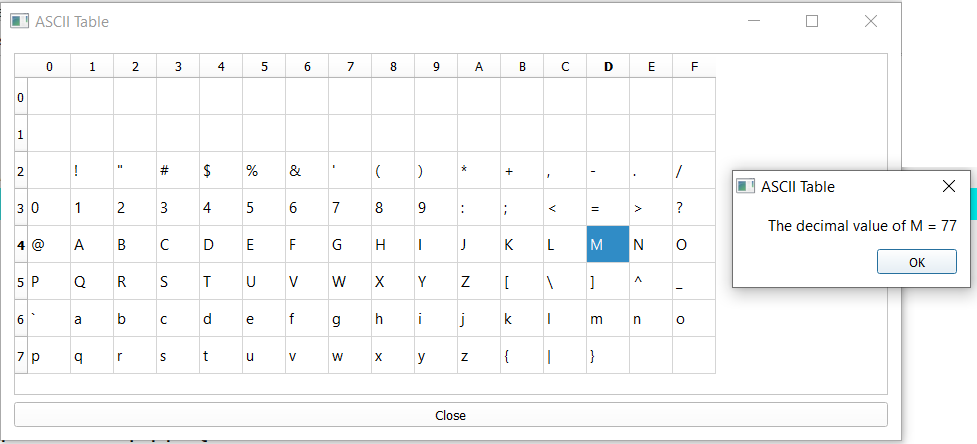 ASCII Table
0 1 2 3 4 5 6 7 8 9 A B C D E F
0
1
2 ! " # $ % & ' ( ) * + , - . /
3 0 1 2 3 4 5 6 7 8 9 : ; < = > ?
4 @ A B C D E F G H I J K L M N O
5 P Q R S T U V W X Y Z [ \ ] ^ _
6 ` a b c d e f g h i j k l m n o
7 p q r s t u v w x y z { | }
Close
ASCII Table
The decimal value of M = 77
OK